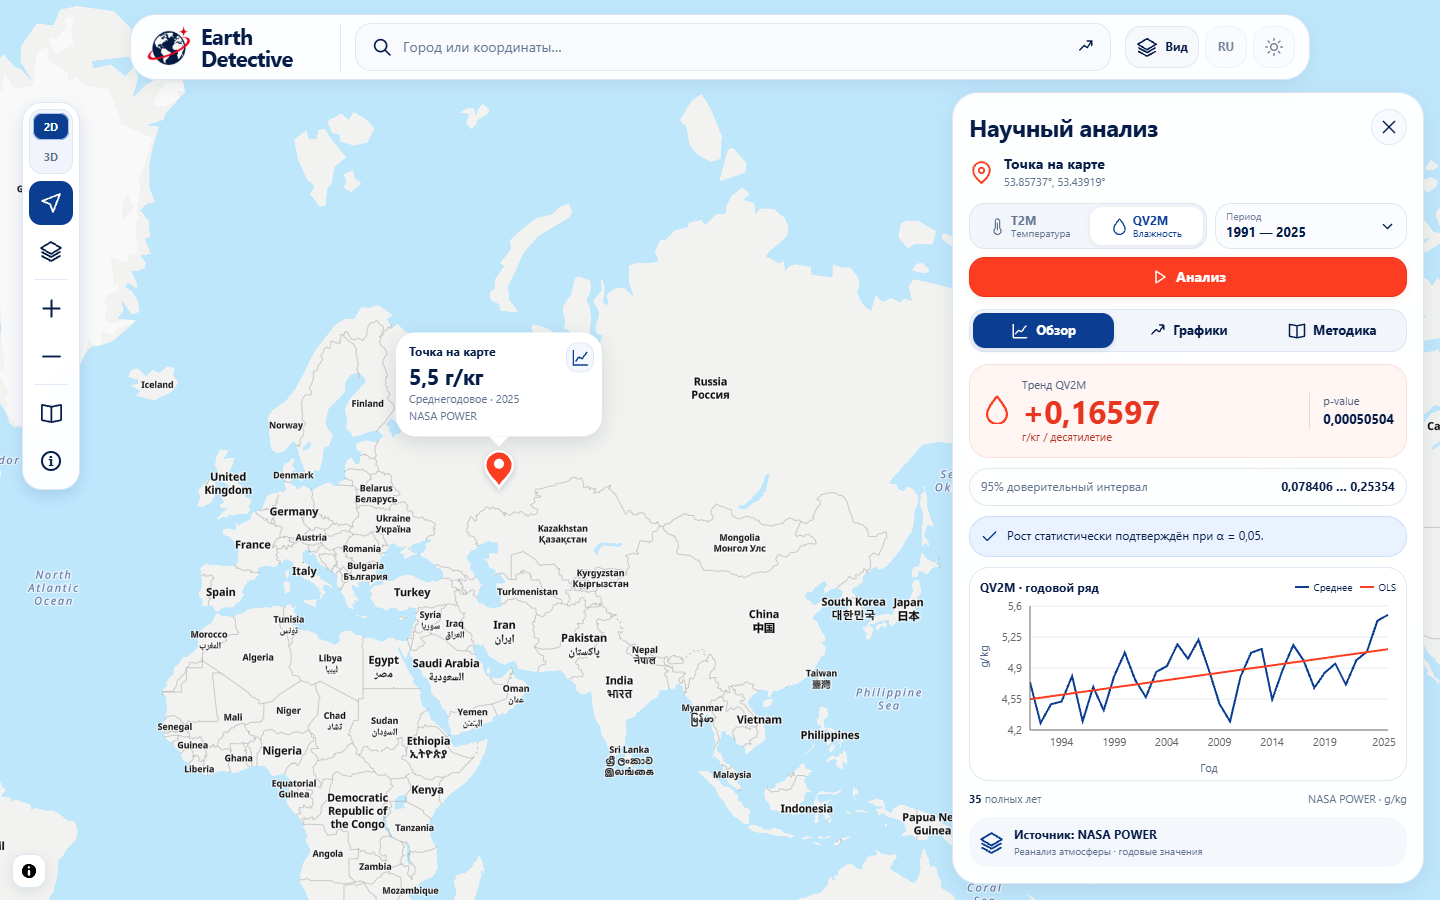 Earth
Detective
Город или координаты...
Вид
RU
2D
3D
Научный анализ
Точка на карте
53.85737°, 53.43919°
T2M
Температура
QV2M
Влажность
Период
1991 — 2025
Анализ
Обзор
Графики
Методика
Тренд QV2M
+0,16597
г/кг / десятилетие
p-value
0,00050504
95% доверительный интервал
0,078406 ... 0,25354
Рост статистически подтверждён при α = 0,05.
QV2M · годовой ряд
Среднее
OLS
5,6
5,25
4,9
4,55
4,2
g/kg
1994
1999
2004
2009
2014
2019
2025
Год
35 полных лет
NASA POWER · g/kg
Источник: NASA POWER
Реанализ атмосферы · годовые значения
Точка на карте
5,5 г/кг
Среднегодовое · 2025
NASA POWER
Iceland
Norway
Finland
Russia
Россия
United
Kingdom
Denmark
Belarus
Беларусь
Germany
Ukraine
Україна
Austria
France
Romania
Italy
Bulgaria
България
Spain
Turkey
Kazakhstan
Қазақстан
Mongolia
Монгол Улс
Kyrgyzstan
Кыргызстан
Turkmenistan
North
Atlantic
Ocean
Tunisia
تونس
Syria
سوريا
Iraq
العراق
Iran
ایران
China
中国
South Korea
대한민국
Japan
日本
Morocco
المغرب
Algeria
Libya
ليبيا
Egypt
مصر
Saudi Arabia
السعودية
Pakistan
پاکستان
Nepal
नेपाल
India
भारत
Taiwan
臺灣
Oman
عمان
Philippine
Sea
Myanmar
မြန်မာ
Vietnam
Philippines
Mali
Niger
Chad
تشاد
Sudan
السودان
Yemen
اليمن
Senegal
Guinea
Ghana
Liberia
Nigeria
Ethiopia
ኢትዮጵያ
Sri Lanka
ශ්‍රී ලංකාව
இலங்கை
Malaysia
Equatorial
Guinea
Democratic
Republic of
the Congo
Kenya
Tanzania
Indonesia
Papua Ne
Guinea
Angola
Zambia
Mozambique
Coral